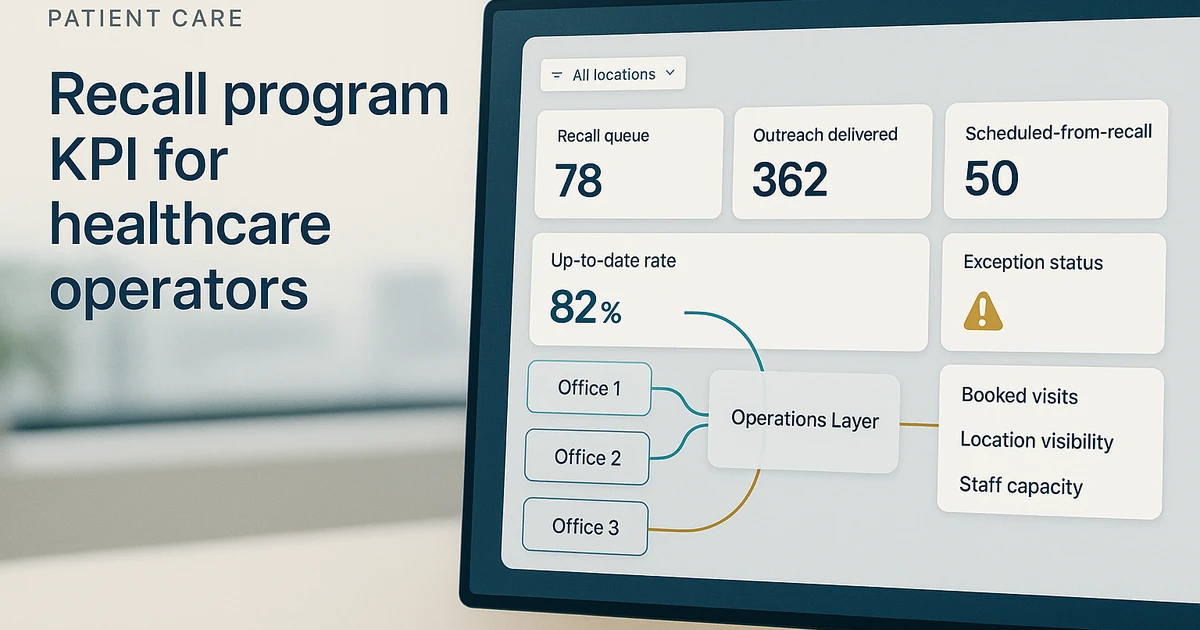 PATIENT CARE
Recall program
KPI for
healthcare
operators
All locations
Recall queue
78
Outreach delivered
362
Scheduled-from-recall
50
Up-to-date rate
82%
Exception status
Office 1
Office 2
Office 3
Operations Layer
Booked visits
Location visibility
Staff capacity